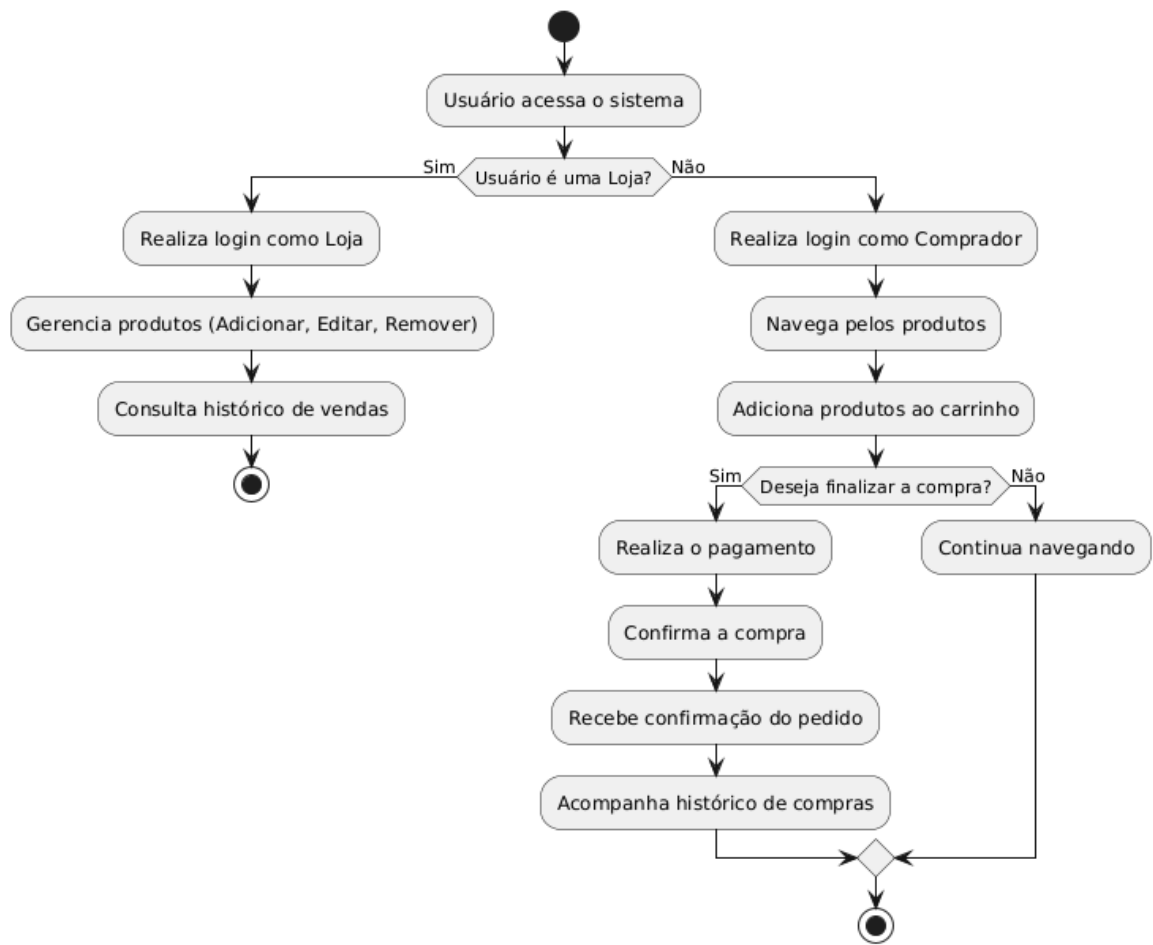 Usuário acessa o sistema
Sim
Usuário é uma Loja?
Não
Realiza login como Loja
Gerencia produtos (Adicionar, Editar, Remover)
Consulta histórico de vendas
Realiza login como Comprador
Navega pelos produtos
Adiciona produtos ao carrinho
Sim
Deseja finalizar a compra?
Não
Realiza o pagamento
Confirma a compra
Recebe confirmação do pedido
Acompanha histórico de compras
Continua navegando